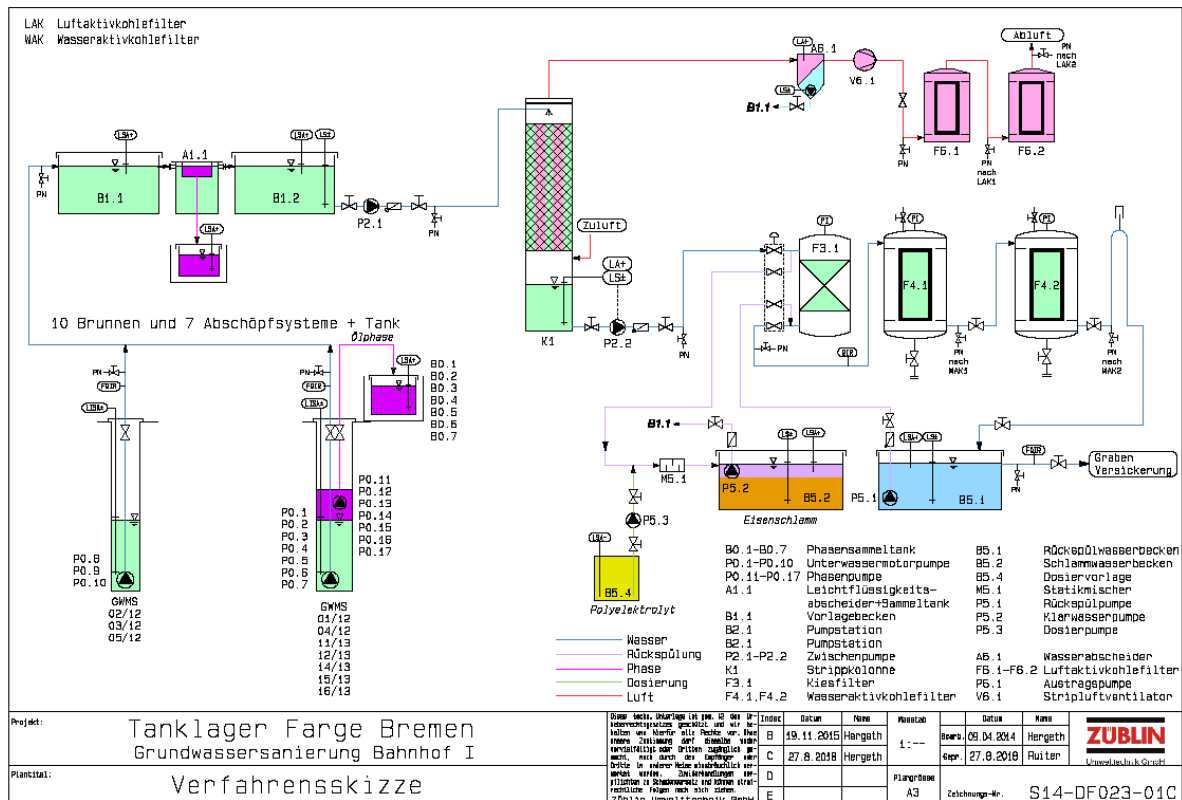 LAK Luftaktivkohlefilter
WAK Wasseraktivkohlefilter
LA+
A6.1
LS±
B1.1
V6.1
Abluft
PN
nach
LAK2
PN
F6.1
PN
nach
LAK1
F6.2
LSA+
A1.1
LSA+
LS±
PN
B1.1
B1.2
P2.1
PN
LSA+
Zuluft
LA+
LS±
K1
P2.2
PN
PI
F3.1
PN
PI
F4.1
PI
F4.2
PN
nach
WAK1
PN
nach
WAK2
10 Brunnen und 7 Abschöpfsysteme + Tank
Ölphase
PN
FQIR
LISA±
PN
FQIR
LISA±
LSA+
B0.1
B0.2
B0.3
B0.4
B0.5
B0.6
B0.7
P0.11
P0.12
P0.13
P0.14
P0.15
P0.16
P0.17
P0.1
P0.2
P0.3
P0.4
P0.5
P0.6
P0.7
P0.8
P0.9
P0.10
GWMS
02/12
03/12
05/12
GWMS
01/12
04/12
11/13
12/13
14/13
15/13
16/13
B1.1
M5.1
P5.2
LS±
LSA+
B5.2
Eisenschlamm
P5.3
LSA-
B5.4
Polyelektrolyt
P5.1
LSA+
LS±
B5.1
FQIR
PN
Graben
Versickerung
Wasser
Rückspülung
Phase
Dosierung
Luft
B0.1-B0.7 Phasensammeltank
P0.1-P0.10 Unterwassermotorpumpe
P0.11-P0.17 Phasenpumpe
A1.1 Leichtflüssigkeits-
abscheider+Sammeltank
B1.1 Vorlagebecken
B2.1 Pumpstation
B2.1 Pumpstation
P2.1-P2.2 Zwischenpumpe
K1 Strippkolonne
F3.1 Kiesfilter
F4.1,F4.2 Wasseraktivkohlefilter
B5.1 Rückspülwasserbecken
B5.2 Schlammwasserbecken
B5.4 Dosiervorlage
M5.1 Statikmischer
P5.1 Rückspülpumpe
P5.2 Klarwasserpumpe
P5.3 Dosierpumpe
A6.1 Wasserabscheider
F6.1-F6.2 Luftaktivkohlefilter
P6.1 Austragspumpe
V6.1 Stripluftventilator
Projekt:
Tanklager Farge Bremen
Grundwassersanierung Bahnhof I
Plantitel:
Verfahrensskizze
Index Datum Name
B 19.11.2015 Hergeth
C 27.8.2018 Hergeth
D
E
Masstab
1:--
Plangrösse
A3
Datum Name
Bearb. 09.04.2014 Hergeth
Gepr. 27.8.2018 Ruiter
ZÜBLIN
Umwelttechnik GmbH
Zeichnungs-Nr. S14-DF023-01C
Züblin Umwelttechnik GmbH